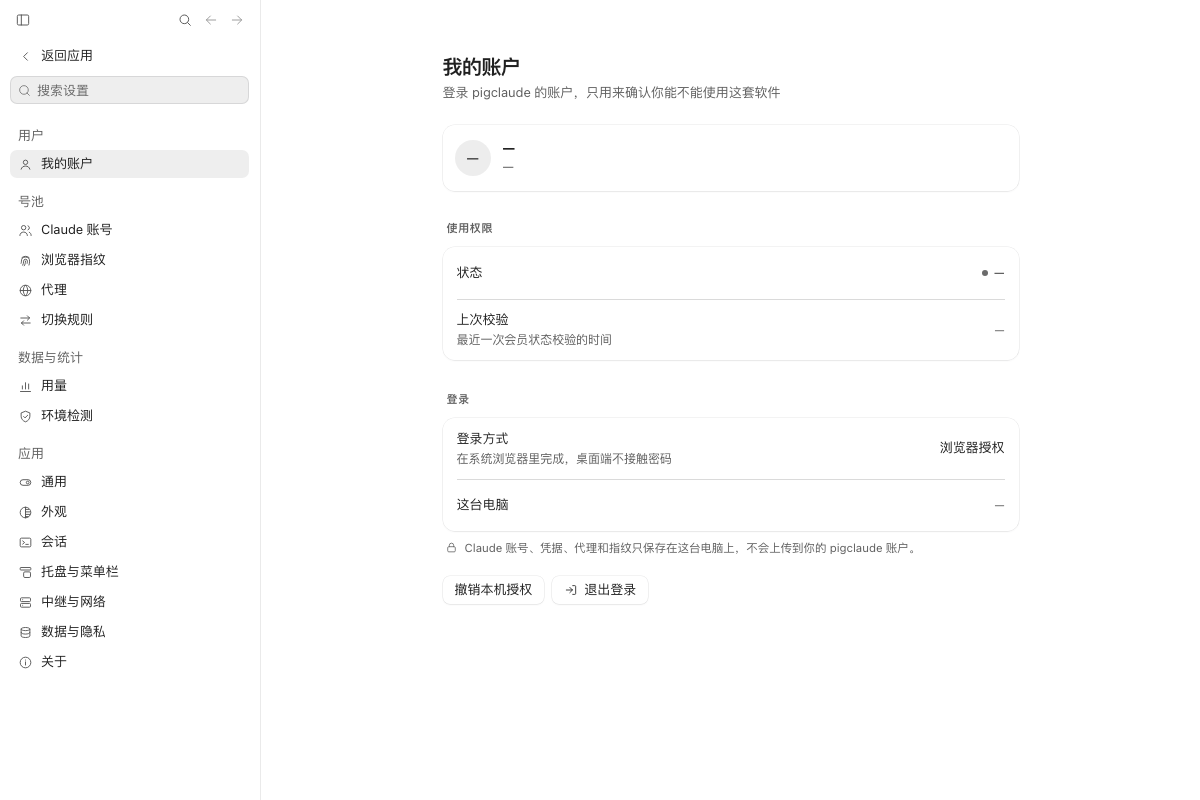 返回应用
搜索设置
用户
我的账户
号池
Claude 账号
浏览器指纹
代理
切换规则
数据与统计
用量
环境检测
应用
通用
外观
会话
托盘与菜单栏
中继与网络
数据与隐私
关于
我的账户
登录 pigclaude 的账户，只用来确认你能不能使用这套软件
—
—
—
使用权限
状态
—
上次校验
最近一次会员状态校验的时间
—
登录
登录方式
在系统浏览器里完成，桌面端不接触密码
浏览器授权
这台电脑
—
Claude 账号、凭据、代理和指纹只保存在这台电脑上，不会上传到你的 pigclaude 账户。
撤销本机授权
退出登录